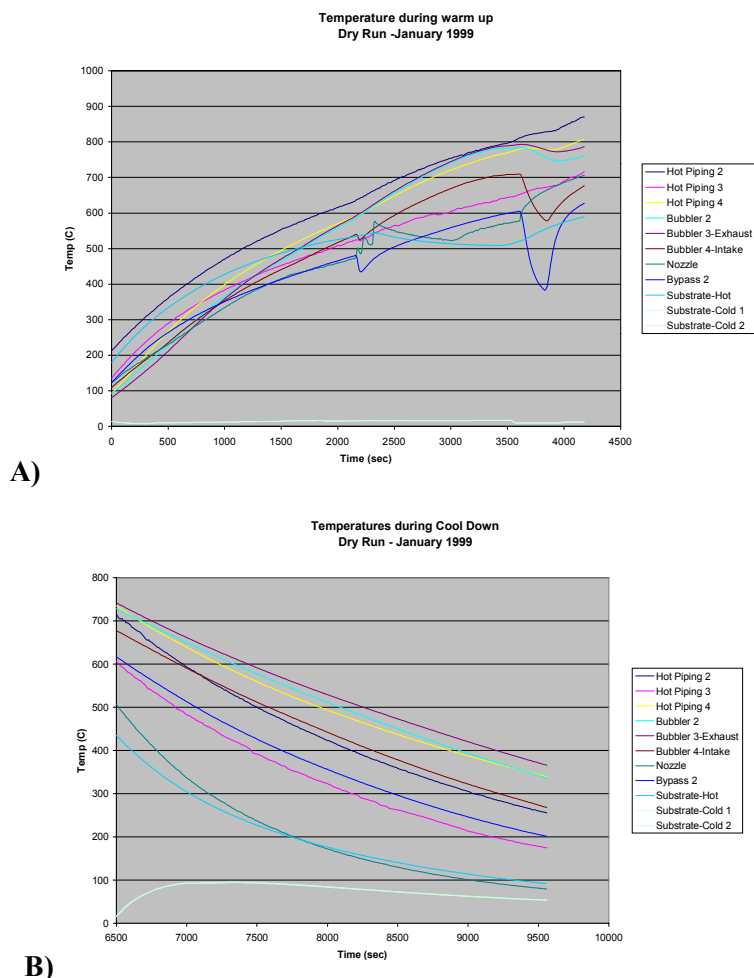 Temperature during warm up
Dry Run -January 1999
1000
900
800
700
600
500
400
300
200
100
0
Temp (C)
0 500 1000 1500 2000 2500 3000 3500 4000 4500
Time (sec)
Hot Piping 2
Hot Piping 3
Hot Piping 4
Bubbler 2
Bubbler 3-Exhaust
Bubbler 4-Intake
Nozzle
Bypass 2
Substrate-Hot
Substrate-Cold 1
Substrate-Cold 2
A)
Temperatures during Cool Down
Dry Run - January 1999
800
700
600
500
400
300
200
100
0
Temp (C)
6500 7000 7500 8000 8500 9000 9500 10000
Time (sec)
Hot Piping 2
Hot Piping 3
Hot Piping 4
Bubbler 2
Bubbler 3-Exhaust
Bubbler 4-Intake
Nozzle
Bypass 2
Substrate-Hot
Substrate-Cold 1
Substrate-Cold 2
B)